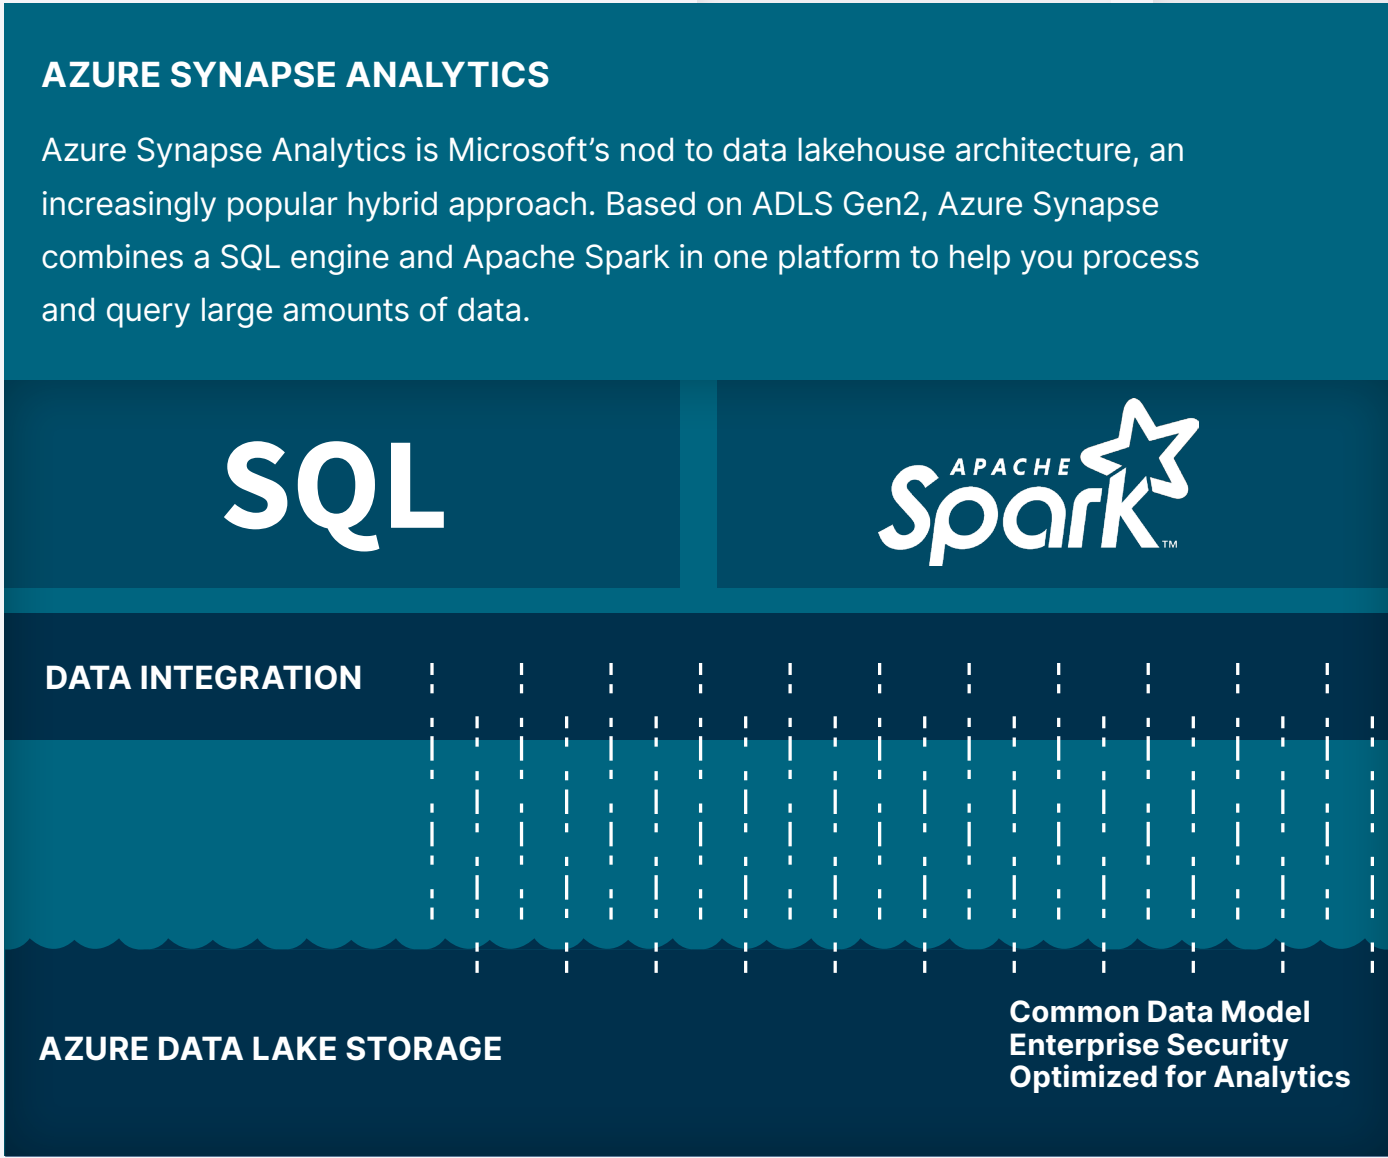 AZURE SYNAPSE ANALYTICS
Azure Synapse Analytics is Microsoft’s nod to data lakehouse architecture, an
increasingly popular hybrid approach. Based on ADLS Gen2, Azure Synapse
combines a SQL engine and Apache Spark in one platform to help you process
and query large amounts of data.
SQL
APACHE
Spark™
DATA INTEGRATION
AZURE DATA LAKE STORAGE
Common Data Model
Enterprise Security
Optimized for Analytics